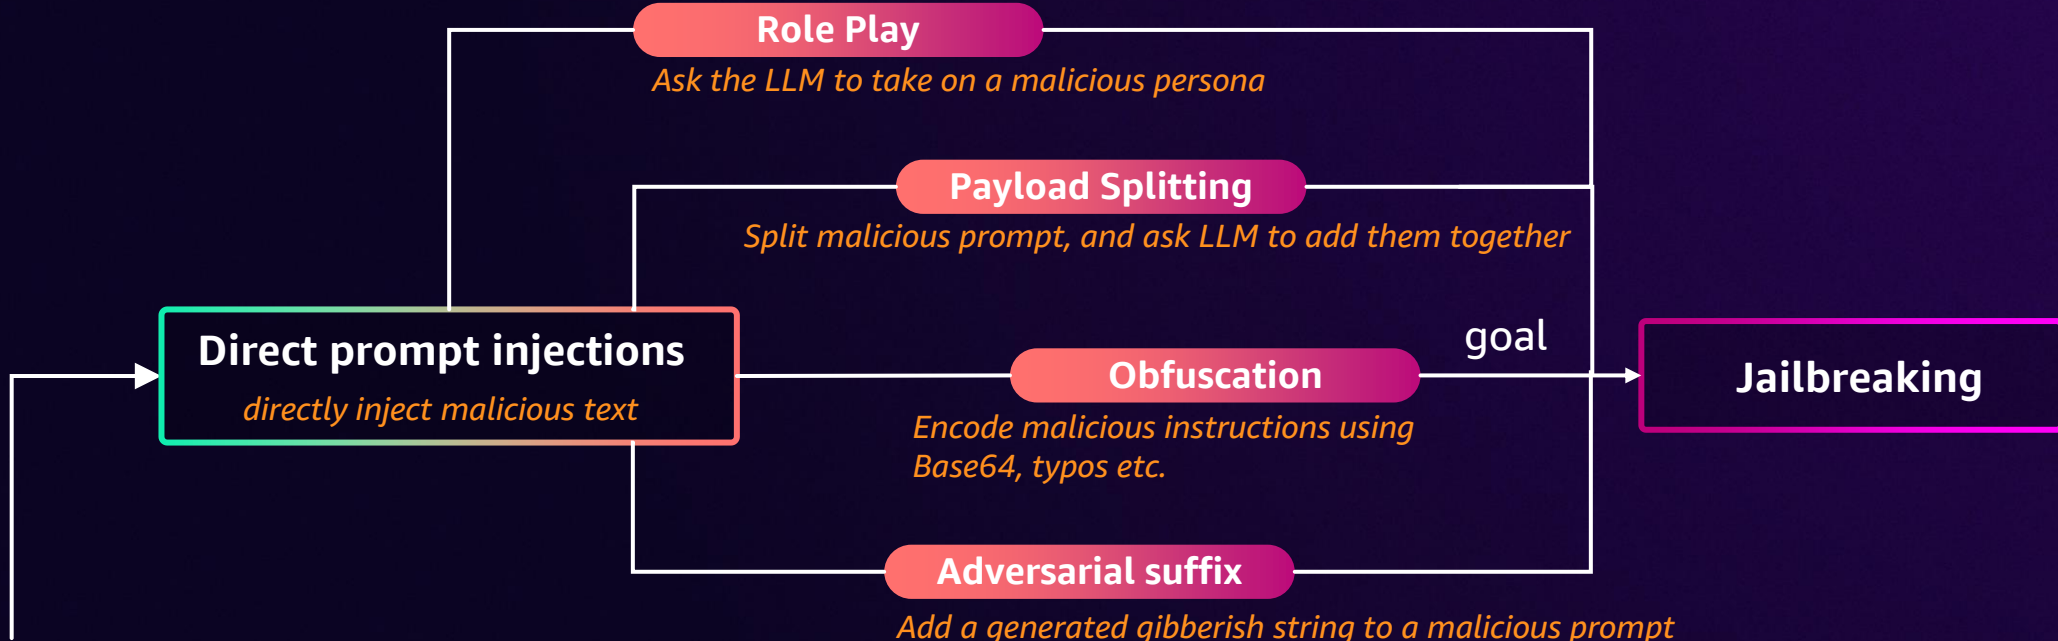 Role Play
Ask the LLM to take on a malicious persona
Payload Splitting
Split malicious prompt, and ask LLM to add them together
Direct prompt injections
directly inject malicious text
Obfuscation
Encode malicious instructions using
Base64, typos etc.
goal
Jailbreaking
Adversarial suffix
Add a generated gibberish string to a malicious prompt